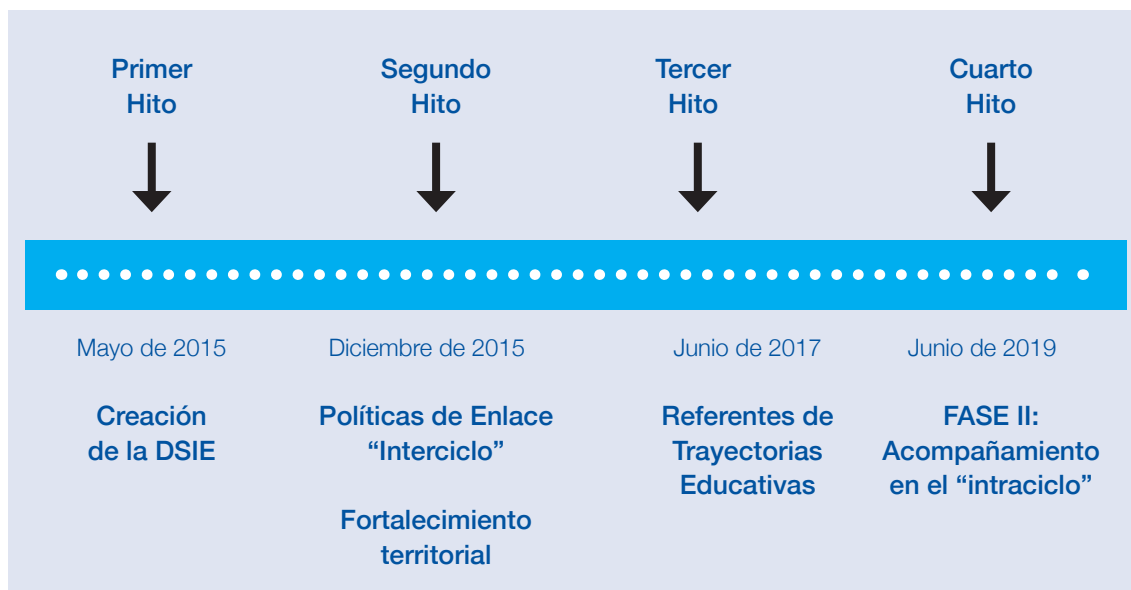 Primer
Hito
Segundo
Hito
Tercer
Hito
Cuarto
Hito
Mayo de 2015
Diciembre de 2015
Junio de 2017
Junio de 2019
Creación
de la DSIE
Políticas de Enlace
“Interciclo”
Fortalecimiento
territorial
Referentes de
Trayectorias
Educativas
FASE II:
Acompañamiento
en el “intraciclo”